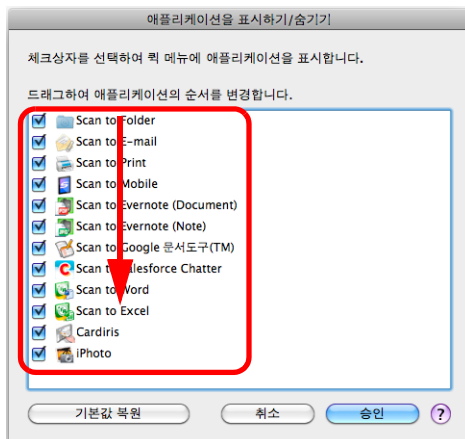 애플리케이션을 표시하기/숨기기
체크상자를 선택하여 퀵 메뉴에 애플리케이션을 표시합니다.
드래그하여 애플리케이션의 순서를 변경합니다.
Scan to Folder
Scan to E-mail
Scan to Print
Scan to Mobile
Scan to Evernote (Document)
Scan to Evernote (Note)
Scan to Google 문서도구(TM)
Scan to Salesforce Chatter
Scan to Word
Scan to Excel
Cardiris
iPhoto
기본값 복원 취소 승인 ?